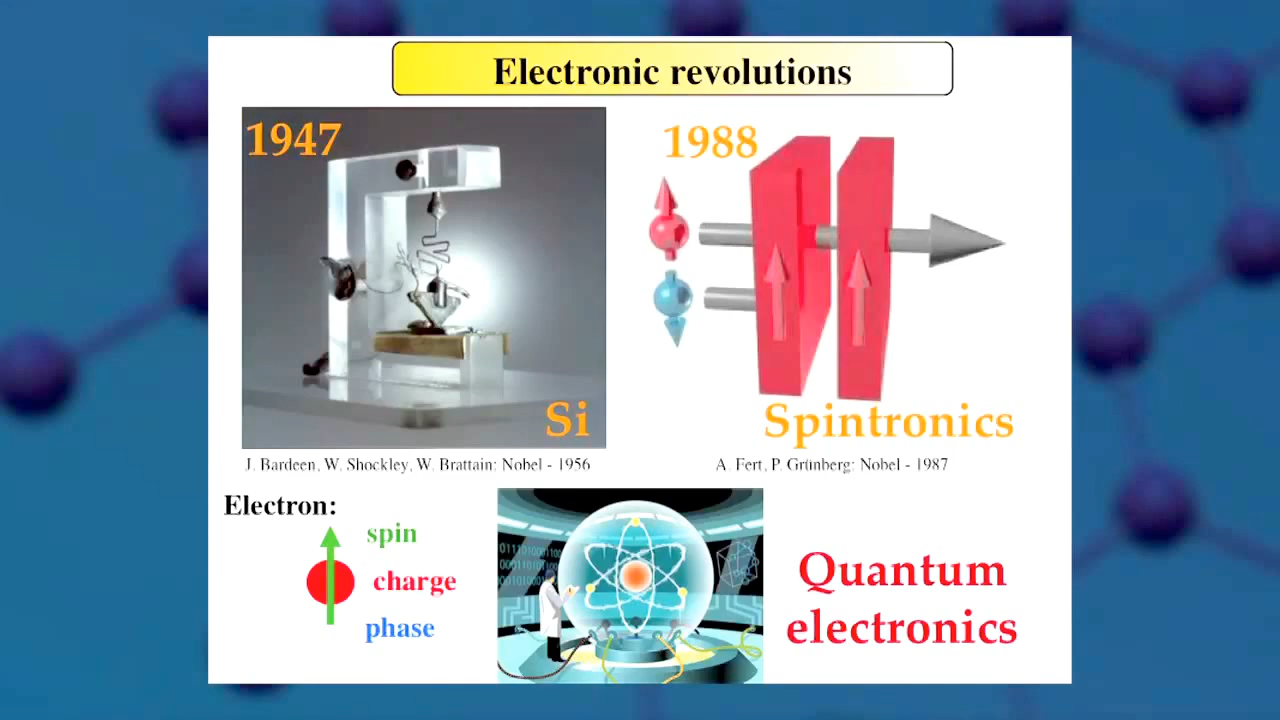 Electronic revolutions
1947
Si
J. Bardeen, W. Shockley, W. Brattain: Nobel - 1956
1988
Spintronics
A. Fert, P. Grünberg: Nobel - 1987
Electron:
spin
charge
phase
Quantum
electronics